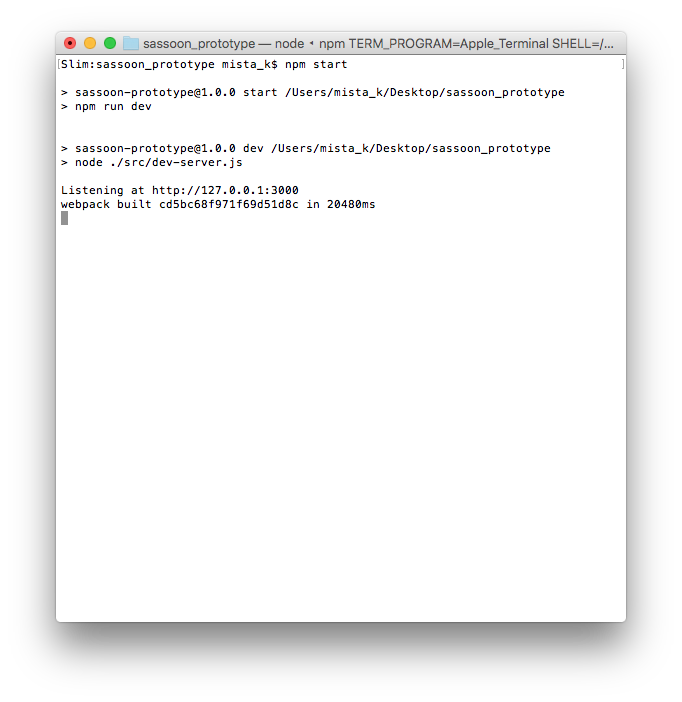 sassoon_prototype — node ◂ npm TERM_PROGRAM=Apple_Terminal SHELL=/...
[Slim:sassoon_prototype mista_k$ npm start ]
> sassoon-prototype@1.0.0 start /Users/mista_k/Desktop/sassoon_prototype
> npm run dev
> sassoon-prototype@1.0.0 dev /Users/mista_k/Desktop/sassoon_prototype
> node ./src/dev-server.js
Listening at http://127.0.0.1:3000
webpack built cd5bc68f971f69d51d8c in 20480ms